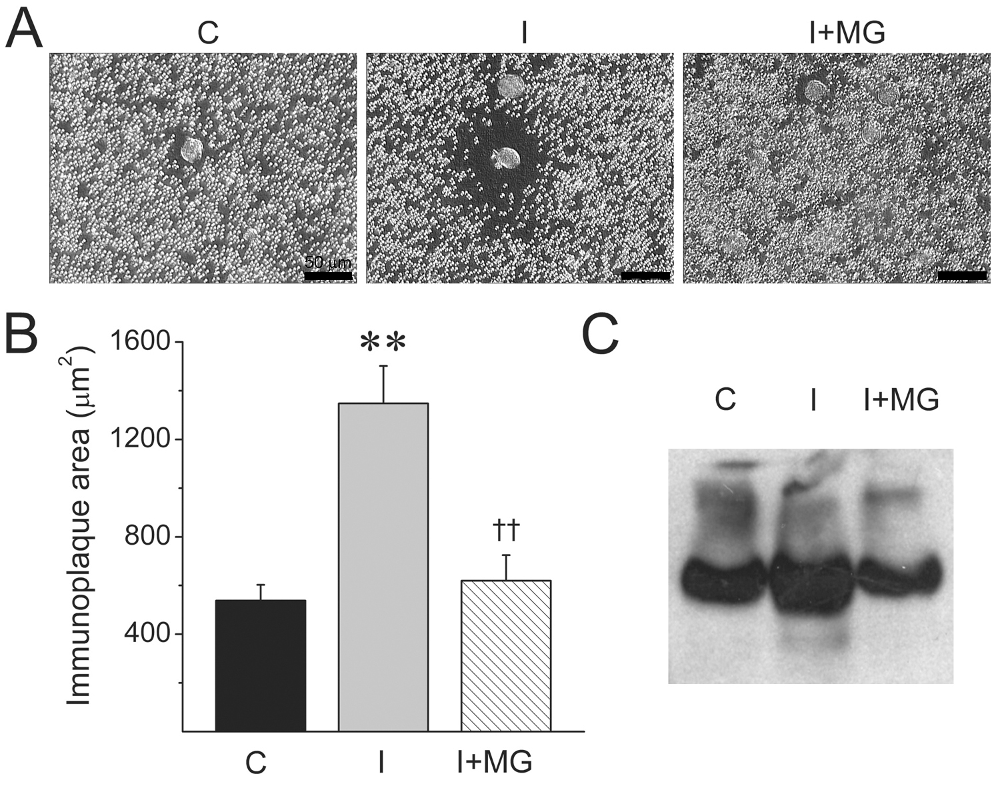 A
C
I
I+MG
50 μm
B
Immunoplaque area (μm²)
1600
1200
800
400
**
††
C
I
I+MG
C
C
I
I+MG